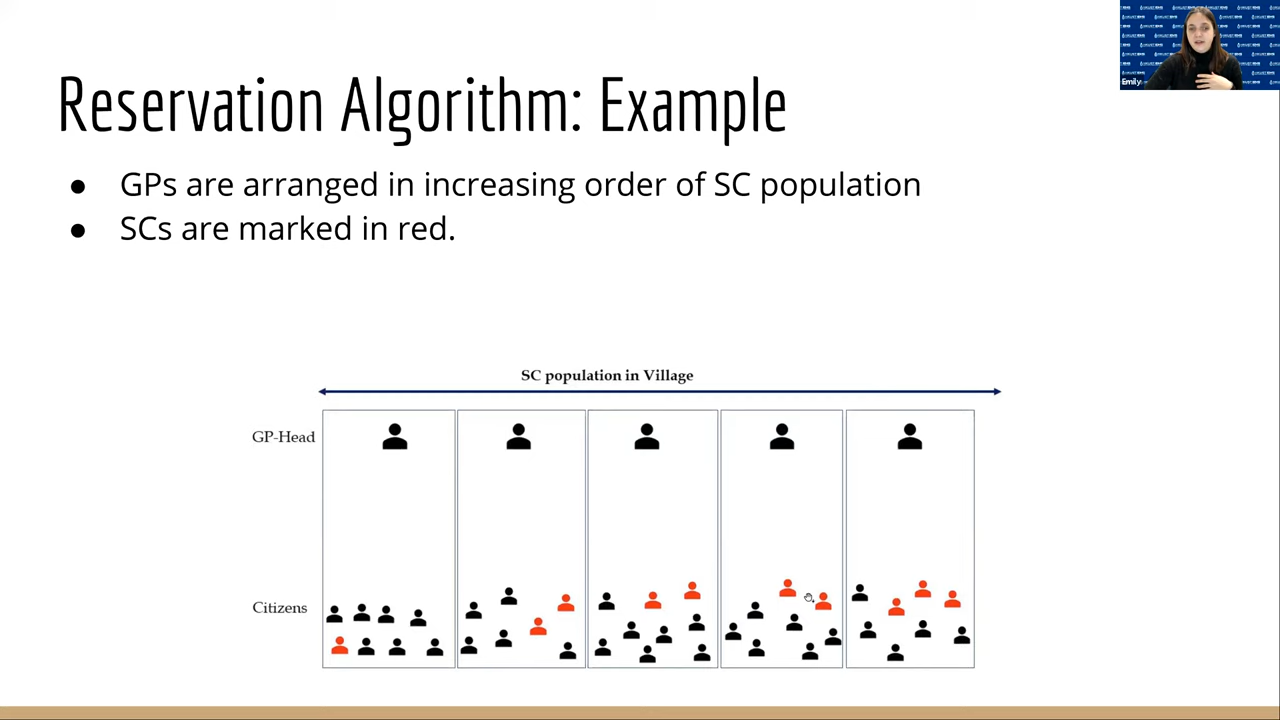 Reservation Algorithm: Example
● GPs are arranged in increasing order of SC population
● SCs are marked in red.
SC population in Village
GP-Head
Citizens
Emily